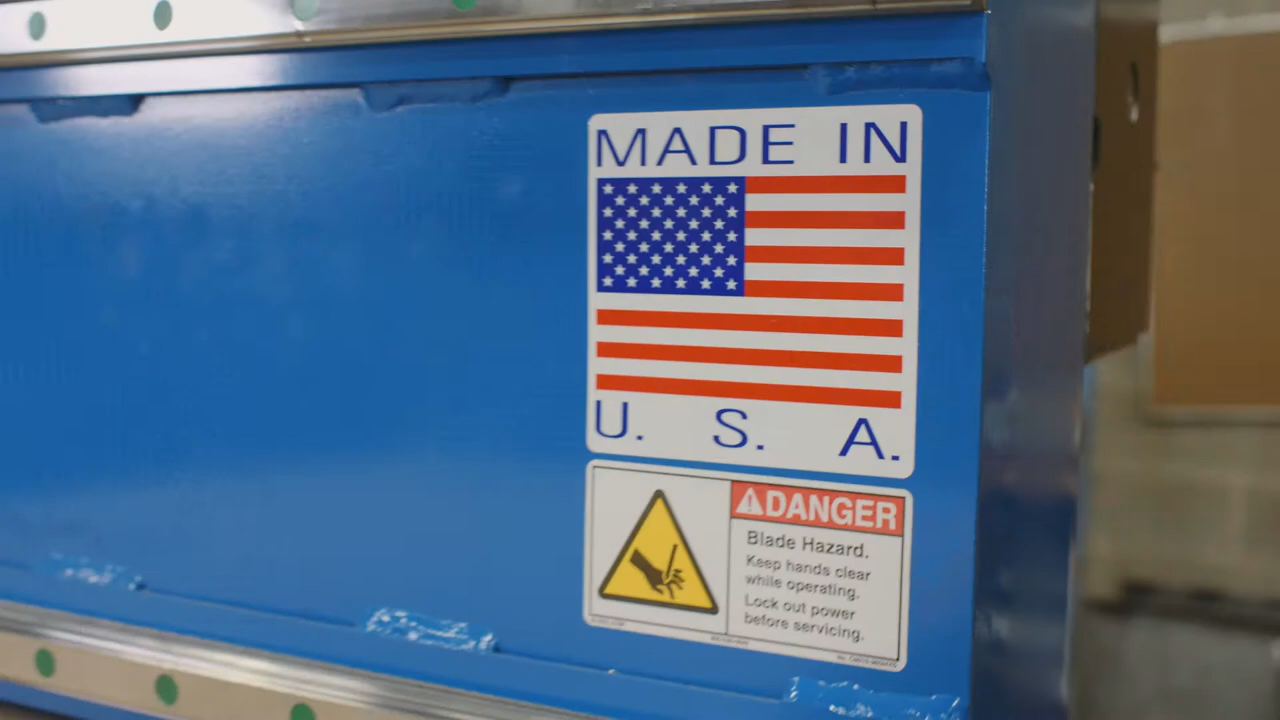 MADE IN
U. S. A.
DANGER
Blade Hazard.
Keep hands clear
while operating.
Lock out power
before servicing.